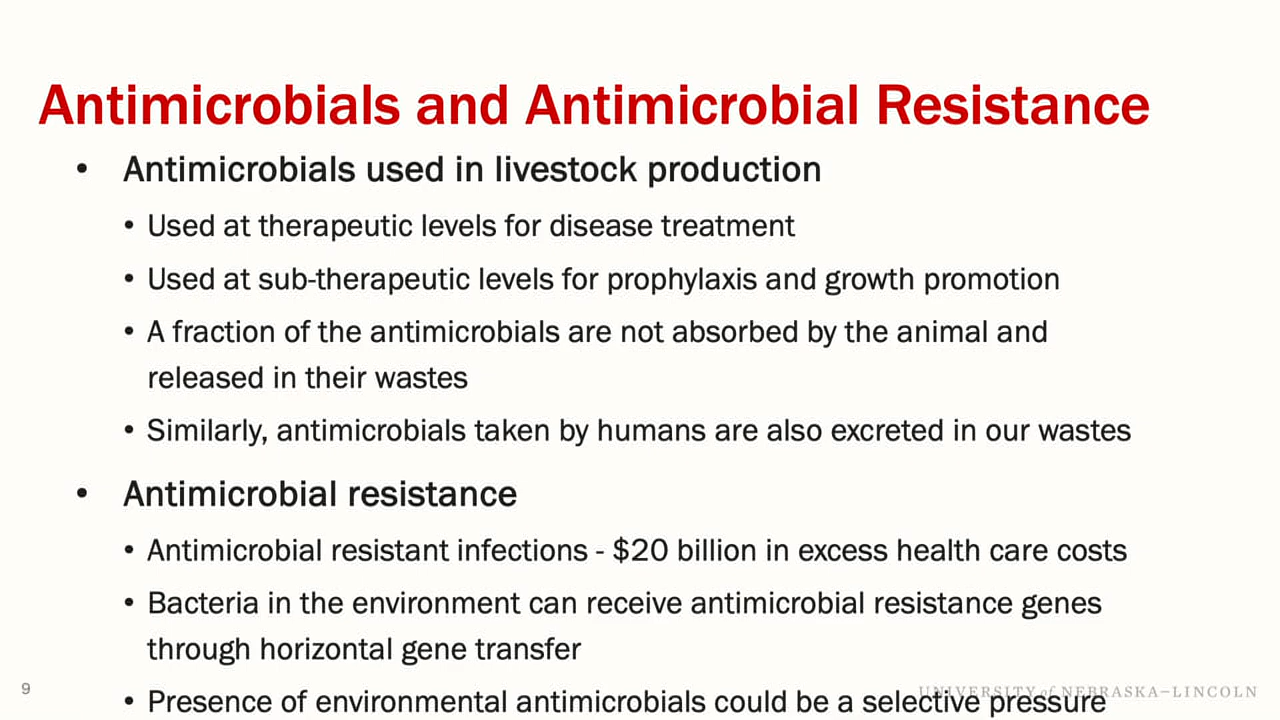 Antimicrobials and Antimicrobial Resistance
• Antimicrobials used in livestock production
• Used at therapeutic levels for disease treatment
• Used at sub-therapeutic levels for prophylaxis and growth promotion
• A fraction of the antimicrobials are not absorbed by the animal and
released in their wastes
• Similarly, antimicrobials taken by humans are also excreted in our wastes
• Antimicrobial resistance
• Antimicrobial resistant infections - $20 billion in excess health care costs
• Bacteria in the environment can receive antimicrobial resistance genes
through horizontal gene transfer
• Presence of environmental antimicrobials could be a selective pressure
9
UNIVERSITY of NEBRASKA–LINCOLN